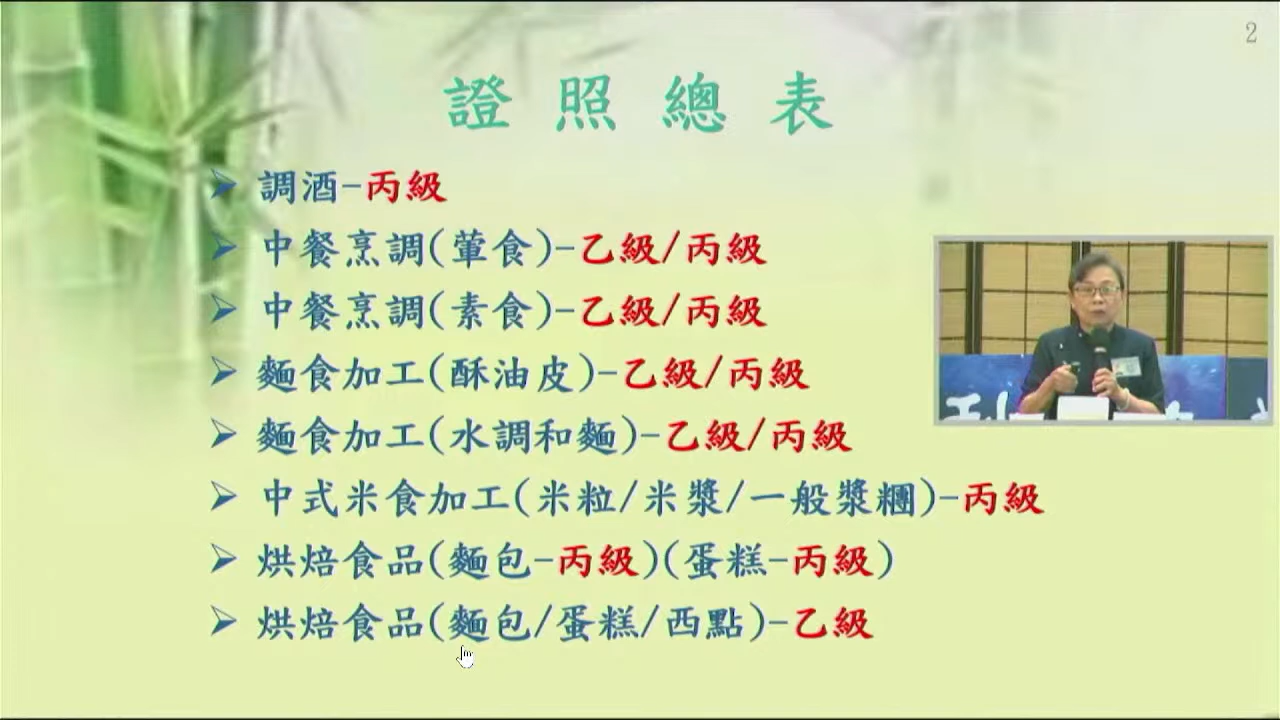 2
證照總表
調酒-丙級
中餐烹調(葷食)-乙級/丙級
中餐烹調(素食)-乙級/丙級
麵食加工(酥油皮)-乙級/丙級
麵食加工(水調和麵)-乙級/丙級
中式米食加工(米粒/米漿/一般漿糰)-丙級
烘焙食品(麵包-丙級)(蛋糕-丙級)
烘焙食品(麵包/蛋糕/西點)-乙級